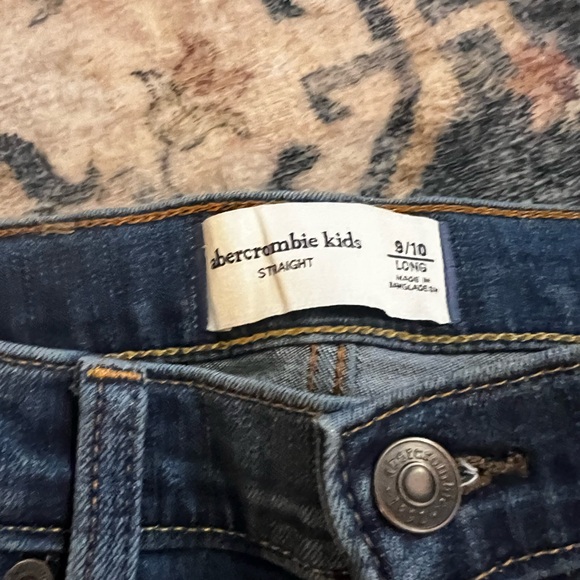 abercrombie kids
STRAIGHT
9/10
LONG
MADE IN
BANGLADESH